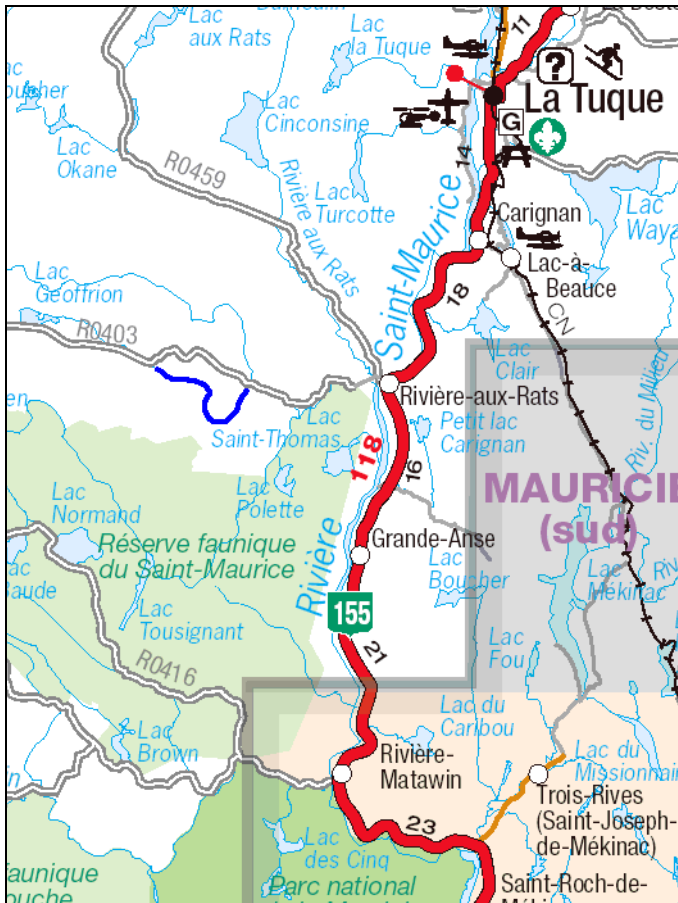 Lac
aux Rats
Lac
la Tuque
11
?
La Tuque
G
Lac
Cinconsine
Lac
Okane
R0459
Rivière aux Rats
Lac
Turcotte
14
Saint-Maurice
Carignan
Lac
Lac-à-
Beauce
CN
Lac
Geoffrion
R0403
18
Lac
Clair
Riv. du Milieu
Rivière-aux-Rats
Lac
Saint-Thomas
118
Petit lac
Carignan
16
Lac
Polette
MAURICIE
(sud)
Lac
Normand
Réserve faunique
du Saint-Maurice
Rivière
Grande-Anse
Lac
Boucher
Lac
Mékinac
Lac
Tousignant
155
21
Lac
Fou
R0416
Lac
Brown
Lac du
Caribou
Rivière-
Matawin
Lac du
Missionnai
Trois-Rives
(Saint-Joseph-
de-Mékinac)
23
Lac
des Cinq
faunique
Parc national
Saint-Roch-de-